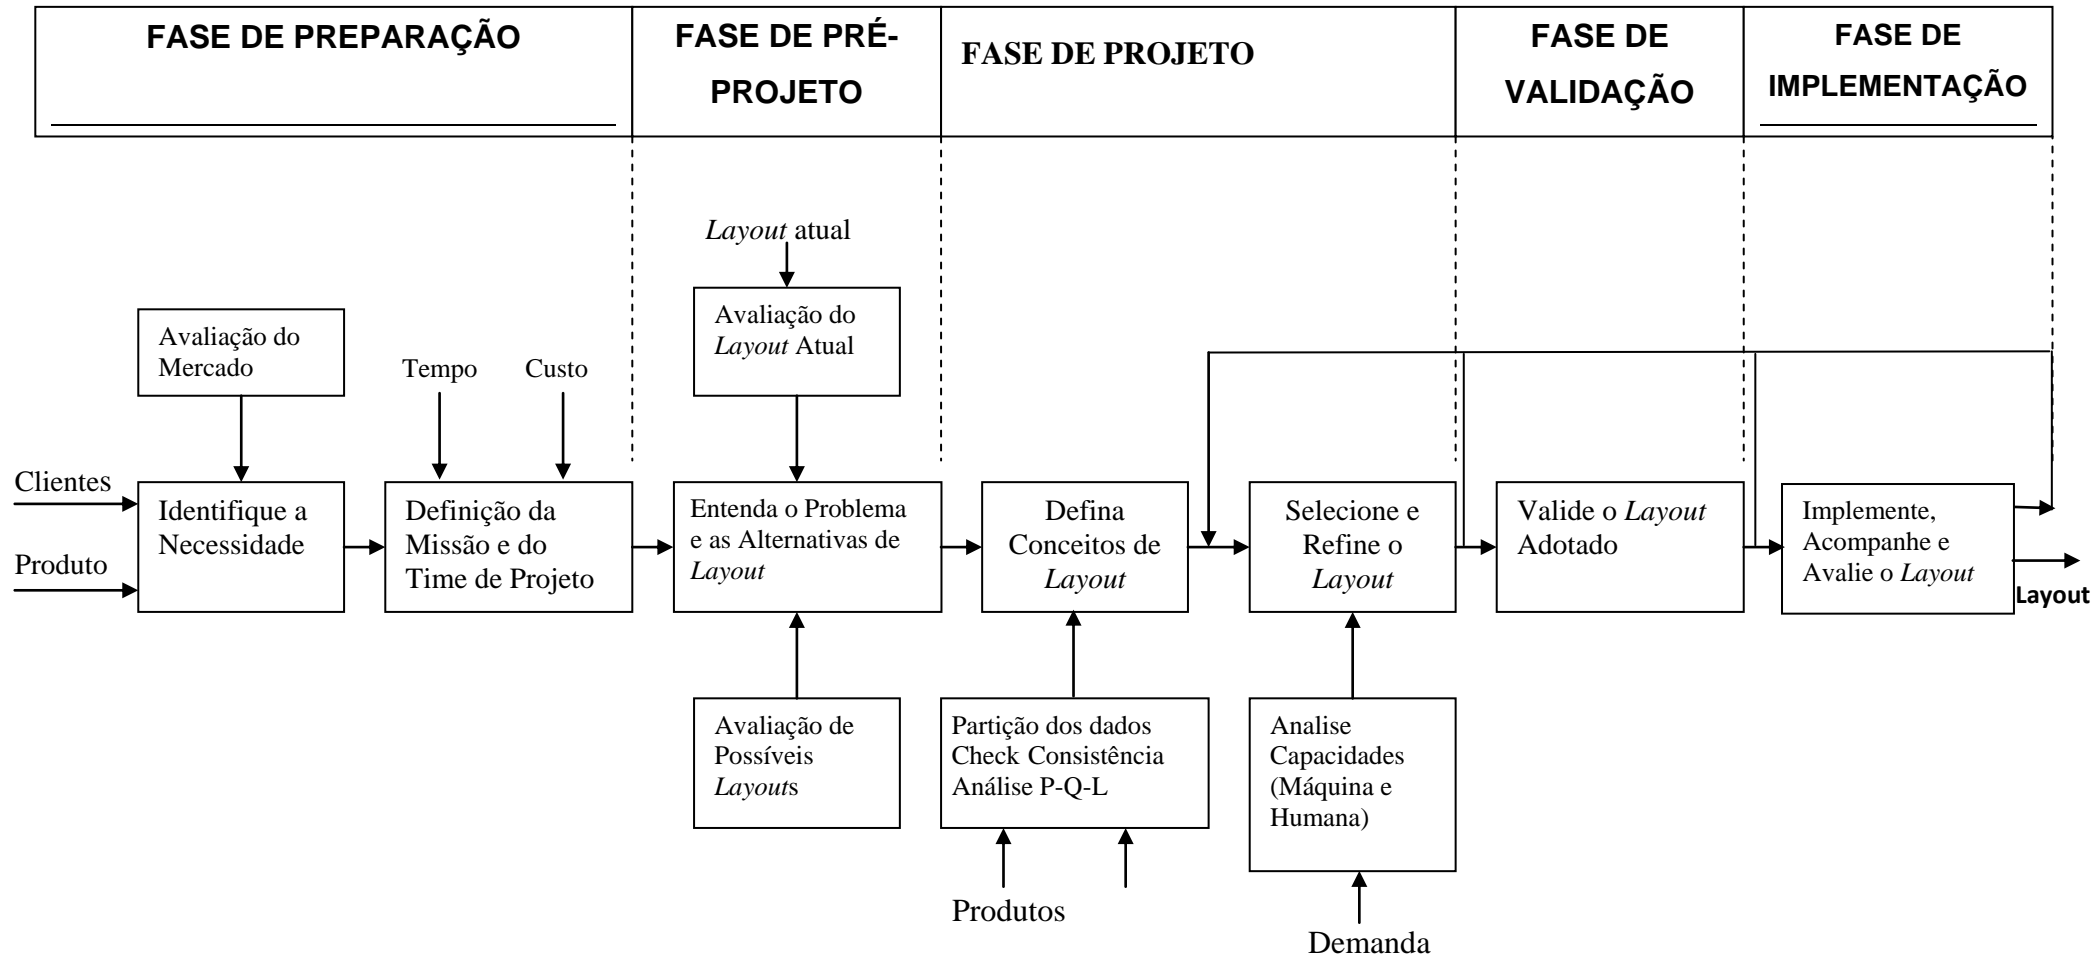 FASE DE PREPARAÇÃO
FASE DE PRÉ-
PROJETO
FASE DE PROJETO
FASE DE
VALIDAÇÃO
FASE DE
IMPLEMENTAÇÃO
Layout atual
Avaliação do
Layout Atual
Avaliação do
Mercado
Tempo
Custo
Clientes
Produto
Identifique a
Necessidade
Definição da
Missão e do
Time de Projeto
Entenda o Problema
e as Alternativas de
Layout
Defina
Conceitos de
Layout
Selecione e
Refine o
Layout
Valide o Layout
Adotado
Implemente,
Acompanhe e
Avalie o Layout
Layout
Avaliação de
Possíveis
Layouts
Partição dos dados
Check Consistência
Análise P-Q-L
Analise
Capacidades
(Máquina e
Humana)
Produtos
Demanda